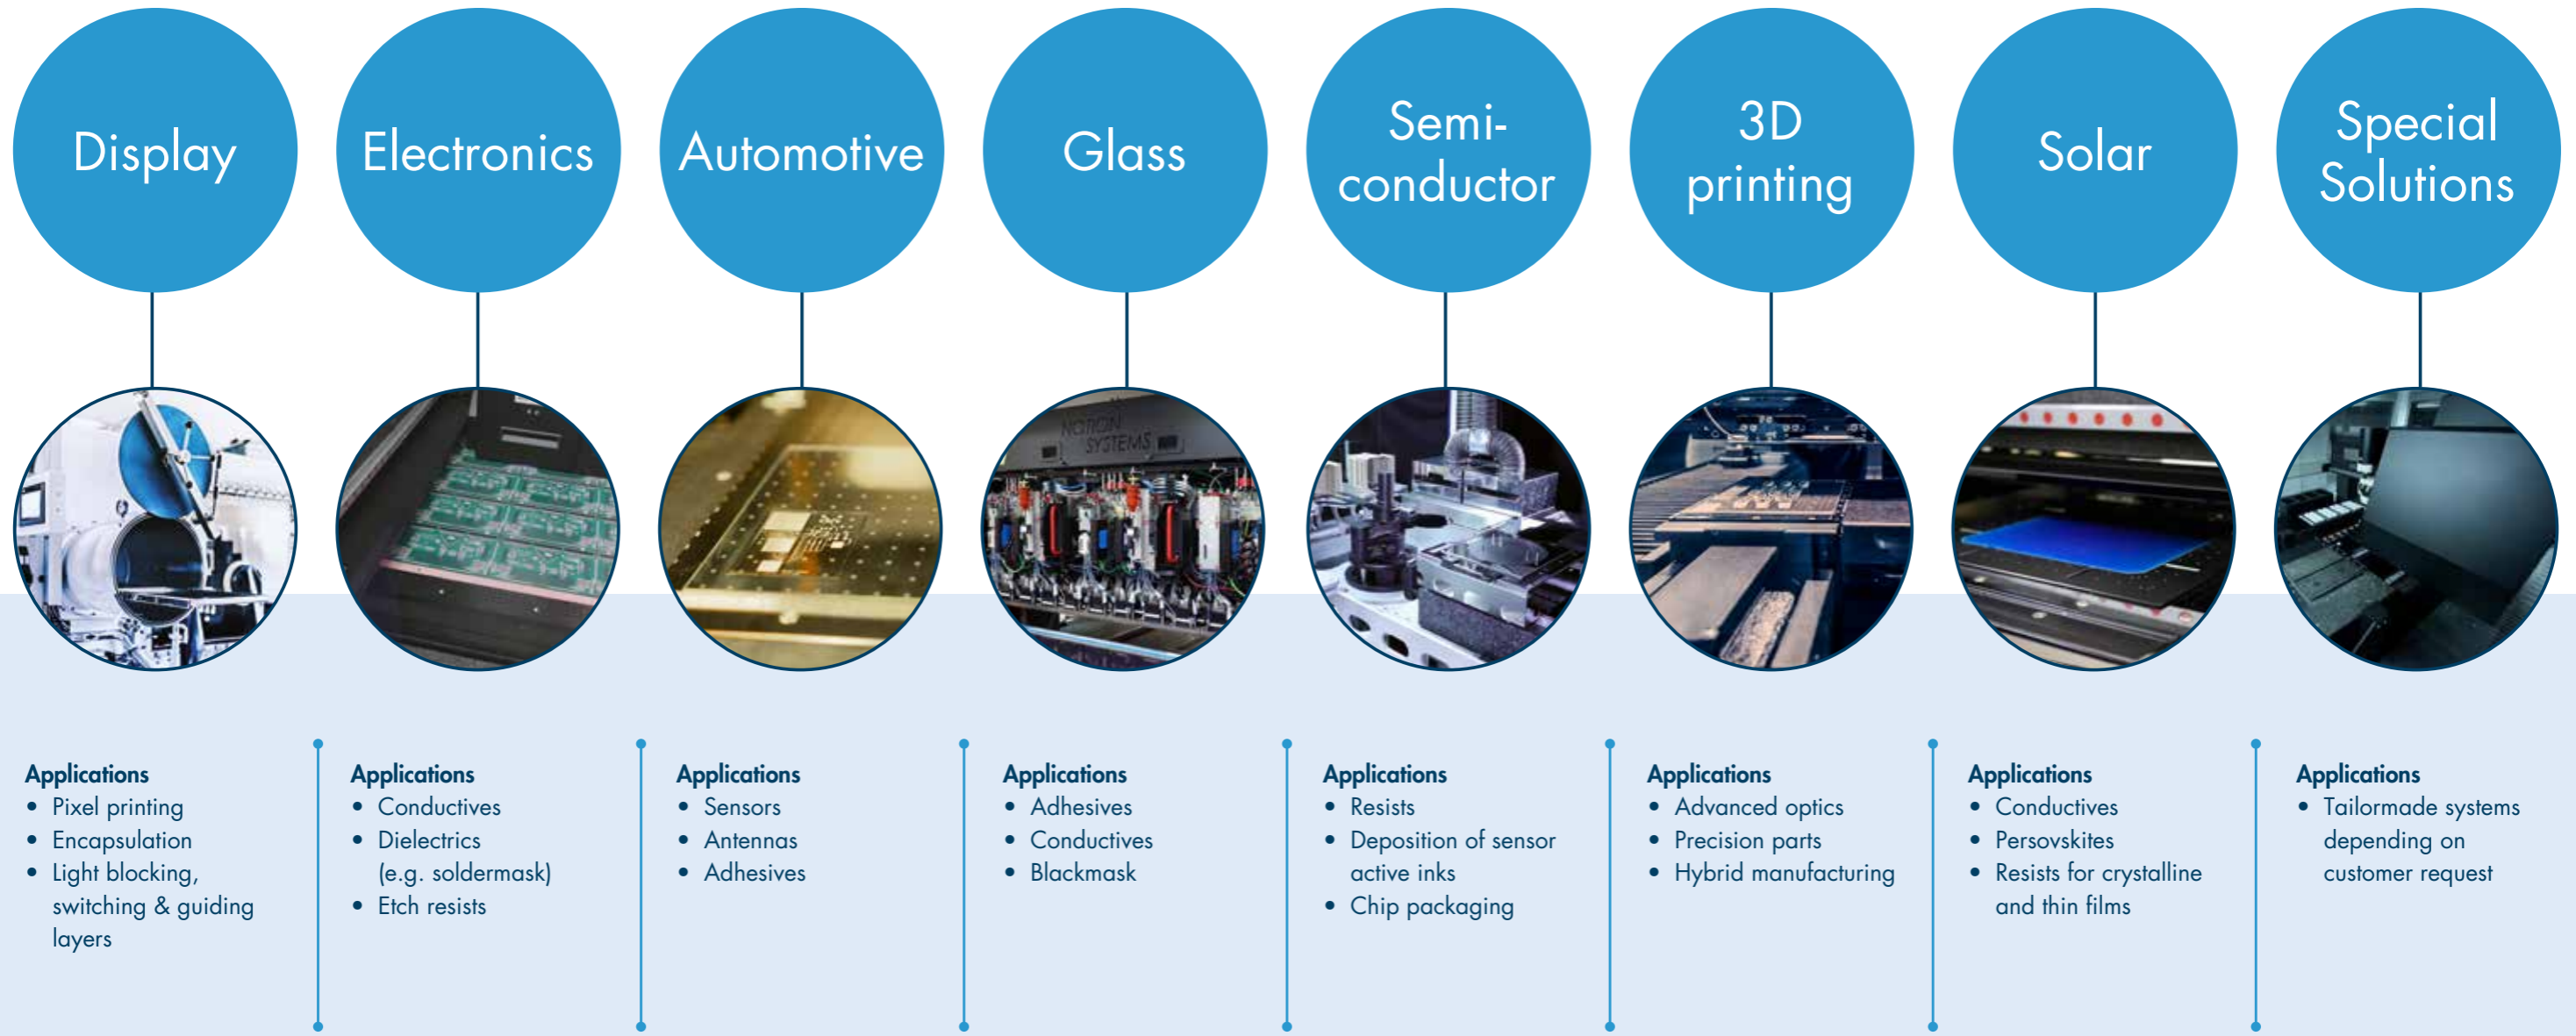 Display
Electronics
Automotive
Glass
Semi-
conductor
3D
printing
Solar
Special
Solutions
NOTION
SYSTEMS
Applications
• Pixel printing
• Encapsulation
• Light blocking,
switching & guiding
layers
Applications
• Conductives
• Dielectrics
(e.g. soldermask)
• Etch resists
Applications
• Sensors
• Antennas
• Adhesives
Applications
• Adhesives
• Conductives
• Blackmask
Applications
• Resists
• Deposition of sensor
active inks
• Chip packaging
Applications
• Advanced optics
• Precision parts
• Hybrid manufacturing
Applications
• Conductives
• Persovskites
• Resists for crystalline
and thin films
Applications
• Tailormade systems
depending on
customer request